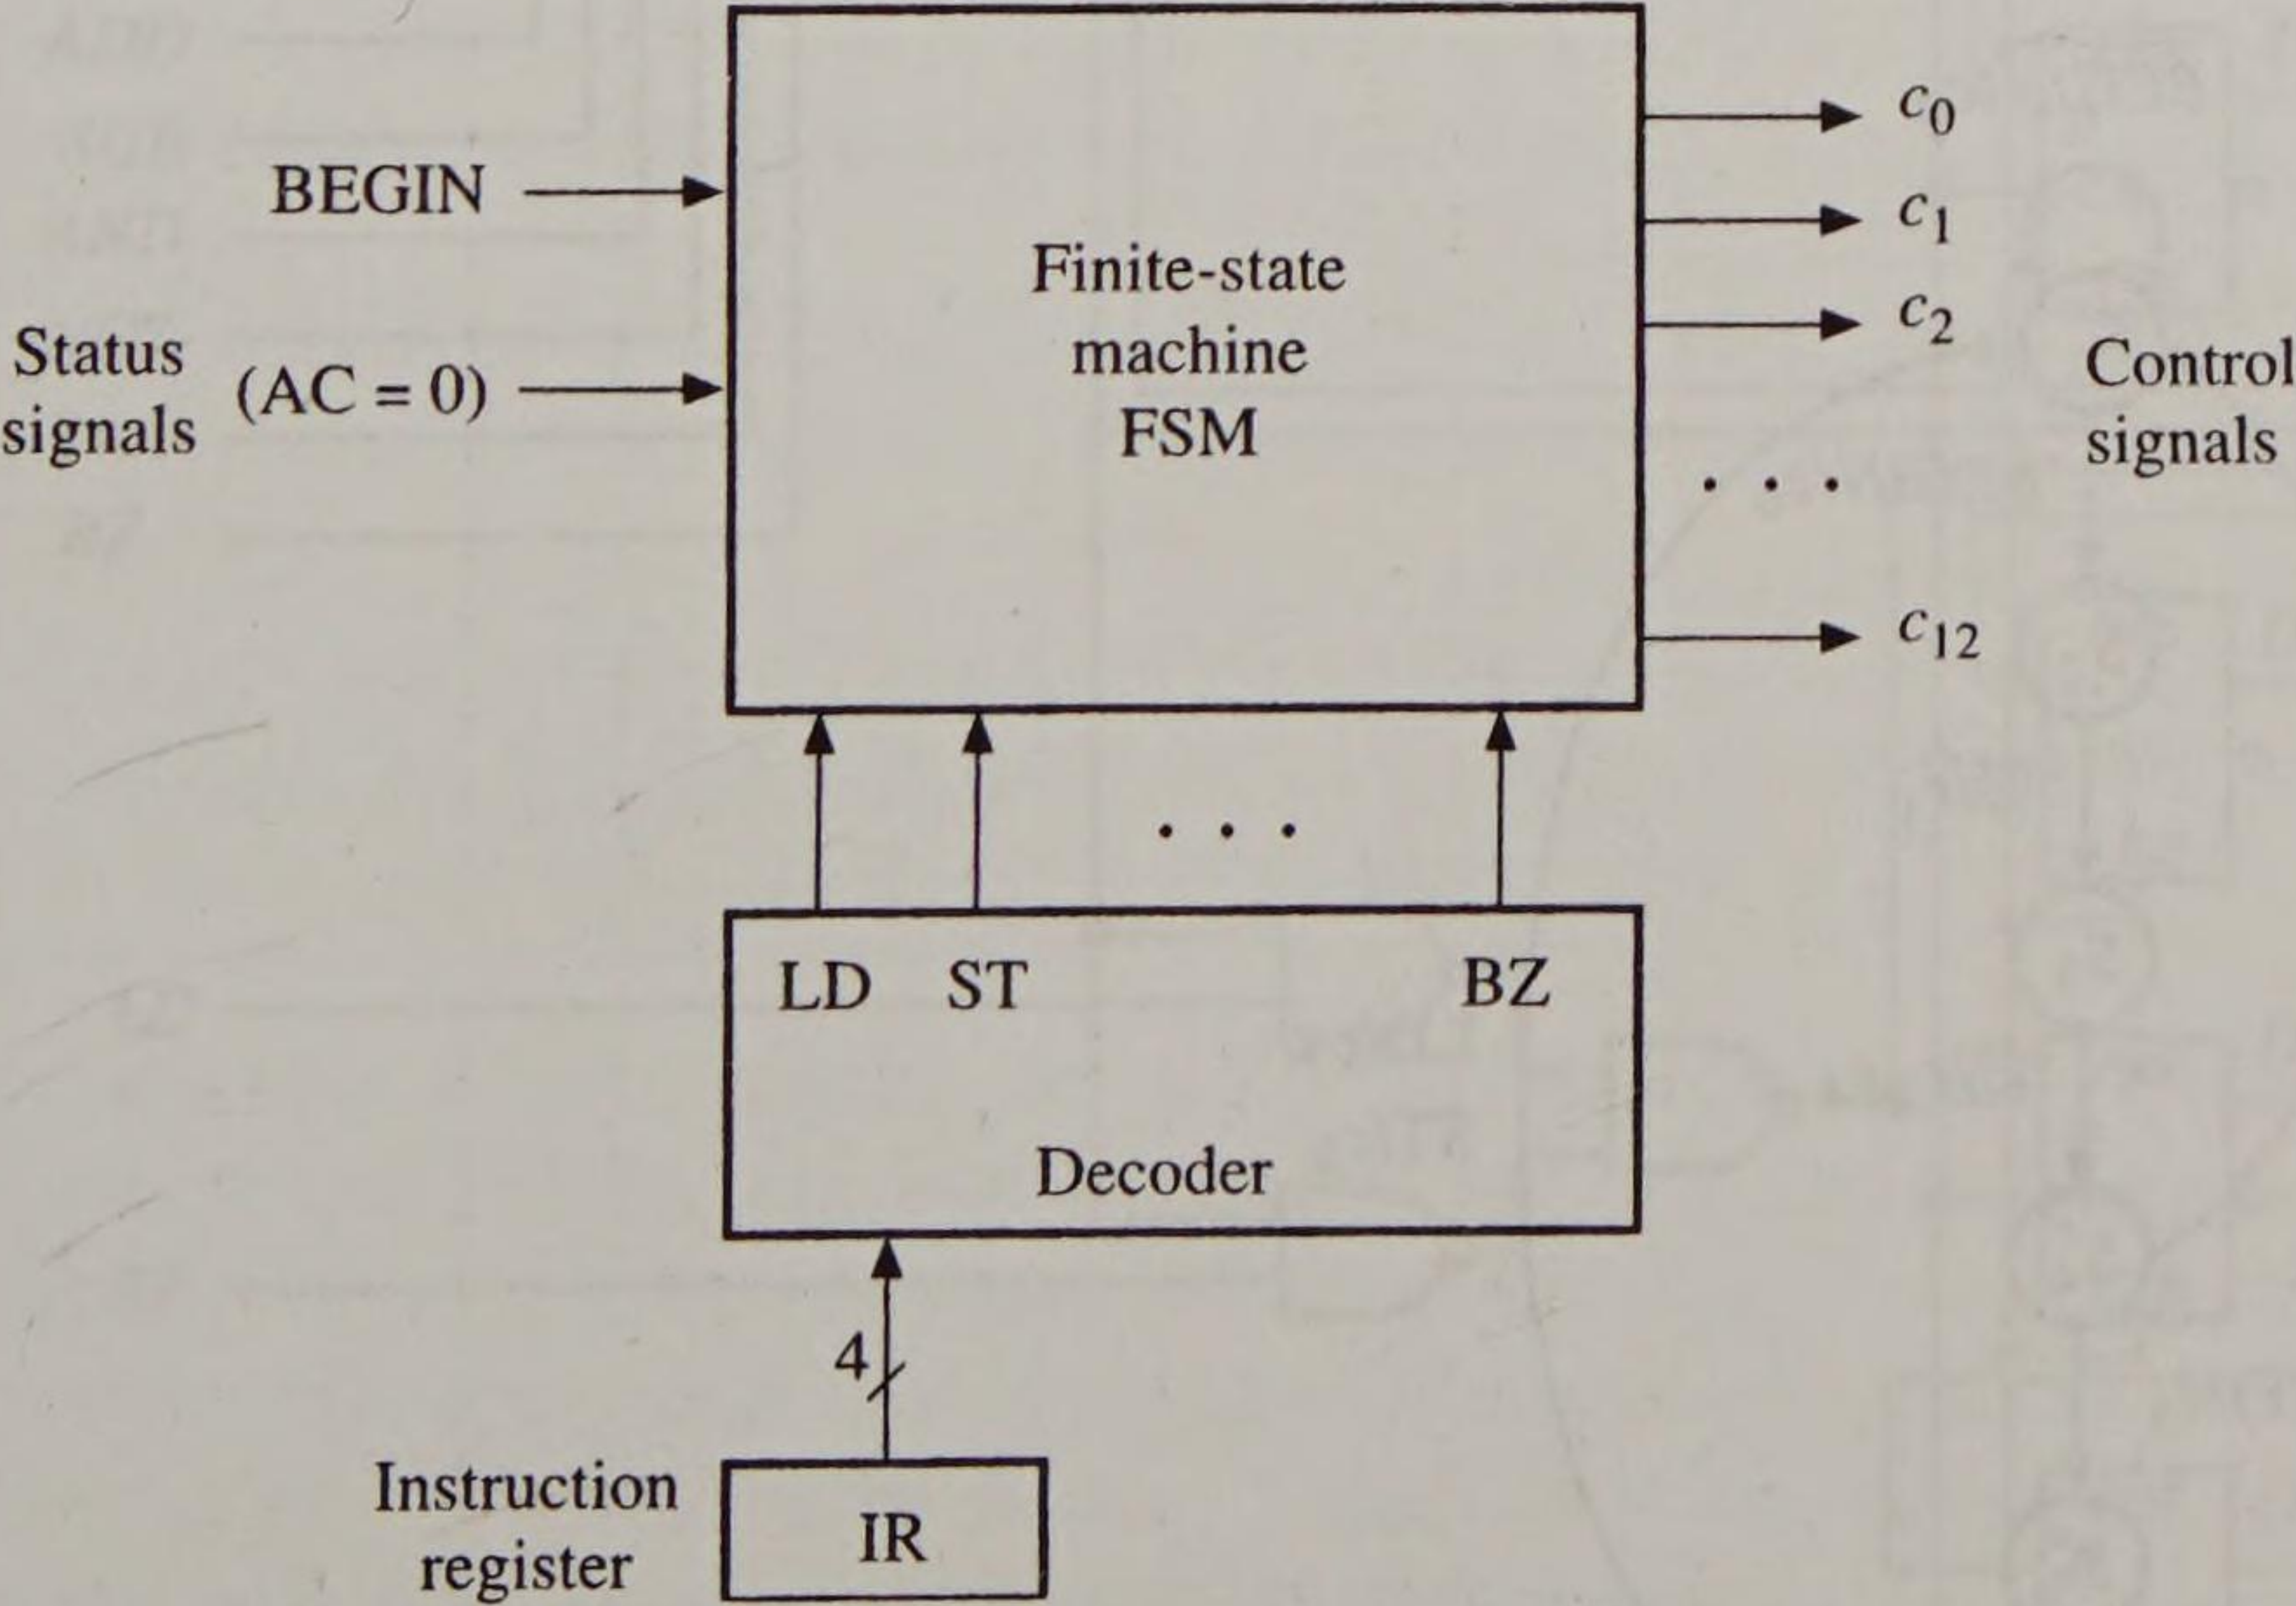 c0
BEGIN
c1
Finite-state
machine
FSM
c2
Status
signals
(AC = 0)
Control
signals
. . .
c12
. . .
LD ST BZ
Decoder
4
Instruction
register
IR